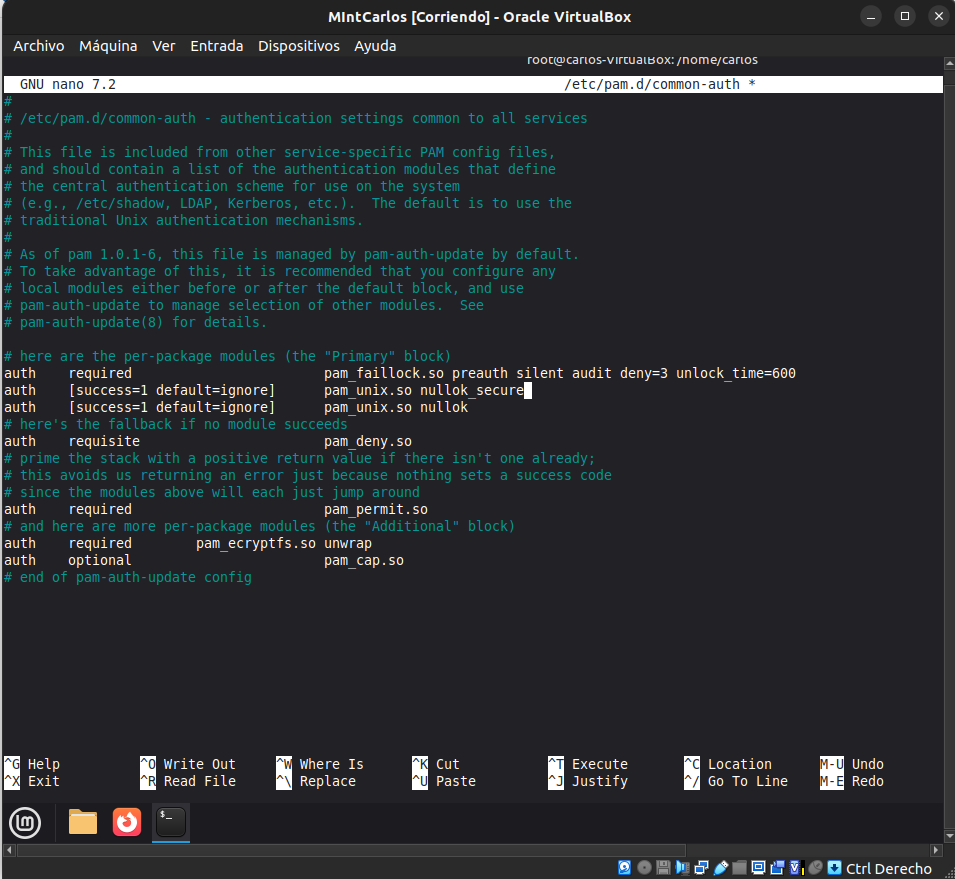 MIntCarlos [Corriendo] - Oracle VirtualBox
Archivo Máquina Ver Entrada Dispositivos Ayuda
root@carlos-VirtualBox: /home/carlos
GNU nano 7.2 /etc/pam.d/common-auth *
#
# /etc/pam.d/common-auth - authentication settings common to all services
#
# This file is included from other service-specific PAM config files,
# and should contain a list of the authentication modules that define
# the central authentication scheme for use on the system
# (e.g., /etc/shadow, LDAP, Kerberos, etc.).  The default is to use the
# traditional Unix authentication mechanisms.
#
# As of pam 1.0.1-6, this file is managed by pam-auth-update by default.
# To take advantage of this, it is recommended that you configure any
# local modules either before or after the default block, and use
# pam-auth-update to manage selection of other modules.  See
# pam-auth-update(8) for details.
# here are the per-package modules (the "Primary" block)
auth    required                        pam_faillock.so preauth silent audit deny=3 unlock_time=600
auth    [success=1 default=ignore]      pam_unix.so nullok_secure
auth    [success=1 default=ignore]      pam_unix.so nullok
# here's the fallback if no module succeeds
auth    requisite                       pam_deny.so
# prime the stack with a positive return value if there isn't one already;
# this avoids us returning an error just because nothing sets a success code
# since the modules above will each just jump around
auth    required                        pam_permit.so
# and here are more per-package modules (the "Additional" block)
auth    required        pam_ecryptfs.so unwrap
auth    optional                        pam_cap.so
# end of pam-auth-update config
^G Help ^O Write Out ^W Where Is ^K Cut ^T Execute ^C Location M-U Undo
^X Exit ^R Read File ^\ Replace ^U Paste ^J Justify ^/ Go To Line M-E Redo
Ctrl Derecho